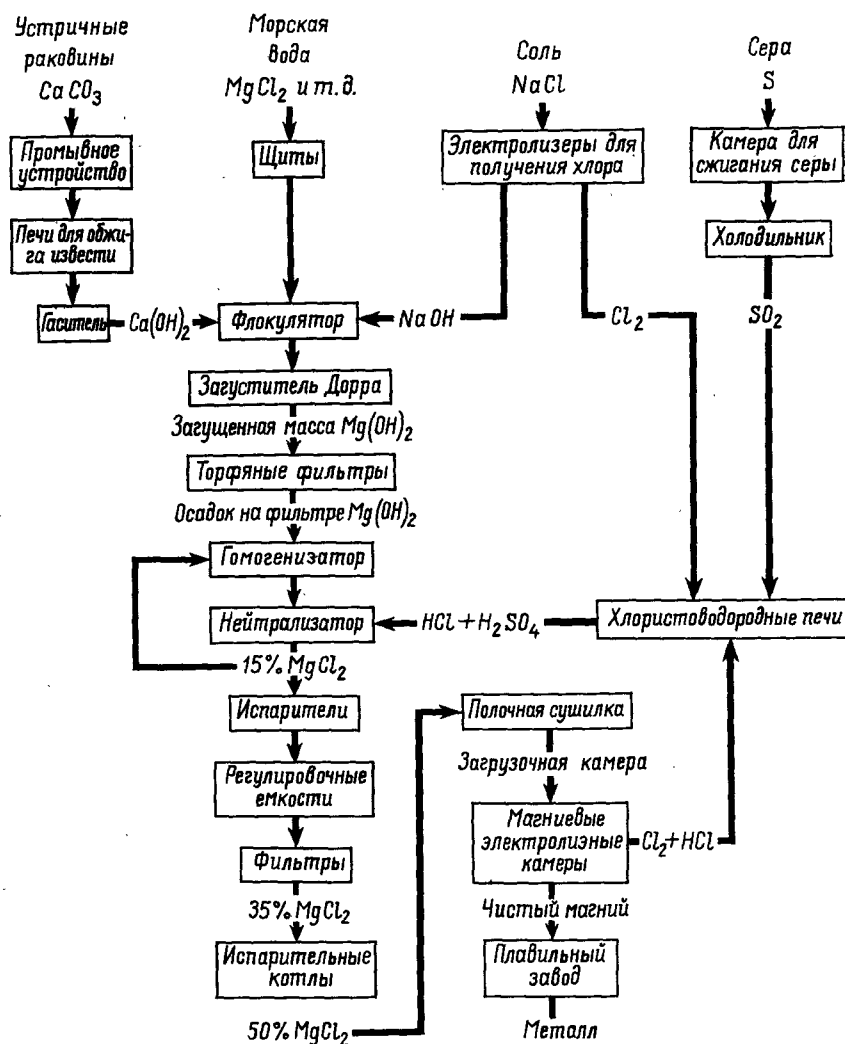 Устричные
раковины
CaCO₃
Промывное
устройство
Печи для обжи-
га извести
Гаситель
Ca(OH)₂
Морская
вода
MgCl₂ и т.д.
Щиты
Флокулятор
Загуститель Дорра
Загущенная масса Mg(OH)₂
Торфяные фильтры
Осадок на фильтре Mg(OH)₂
Гомогенизатор
Нейтрализатор
15% MgCl₂
Испарители
Регулировочные
емкости
Фильтры
35% MgCl₂
Испарительные
котлы
50% MgCl₂
Соль
NaCl
Электролизеры для
получения хлора
NaOH
Cl₂
Сера
S
Камера для
сжигания серы
Холодильник
SO₂
Хлористоводородные печи
HCl + H₂SO₄
Полочная сушилка
Загрузочная камера
Магниевые
электролизные
камеры
Cl₂+HCl
Чистый магний
Плавильный
завод
Металл